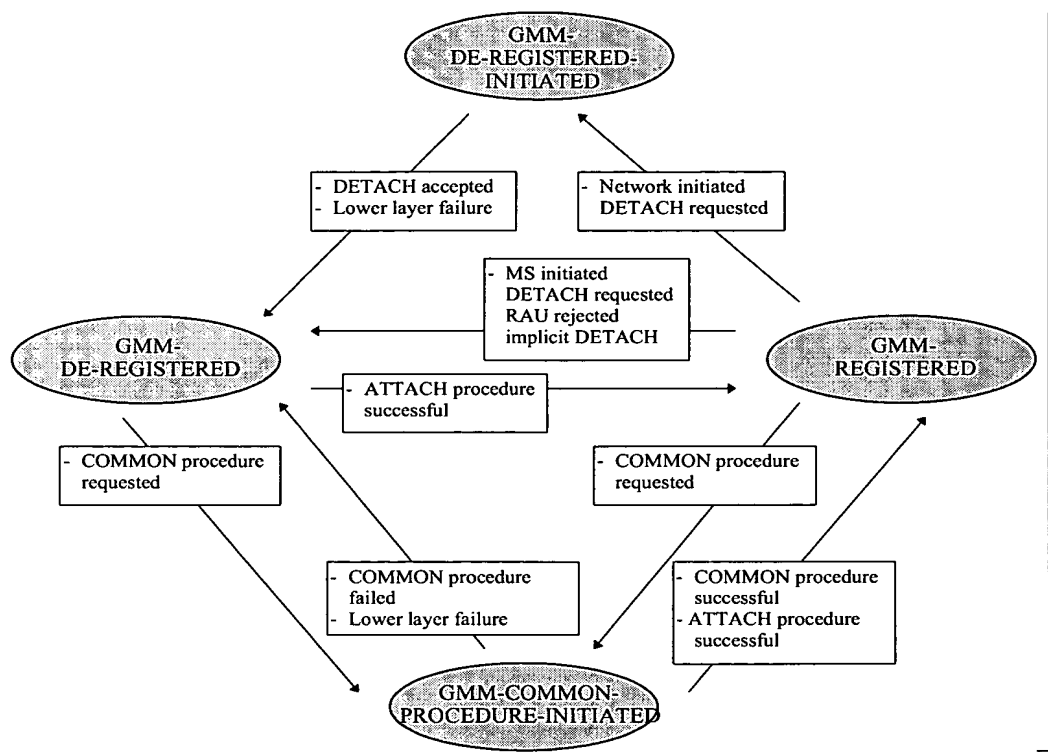 GMM-
DE-REGISTERED-
INITIATED
- DETACH accepted
- Lower layer failure
- Network initiated
DETACH requested
- MS initiated
DETACH requested
RAU rejected
implicit DETACH
GMM-
DE-REGISTERED
GMM-
REGISTERED
- ATTACH procedure
successful
- COMMON procedure
requested
- COMMON procedure
requested
- COMMON procedure
failed
- Lower layer failure
- COMMON procedure
successful
- ATTACH procedure
successful
GMM-COMMON-
PROCEDURE-INITIATED